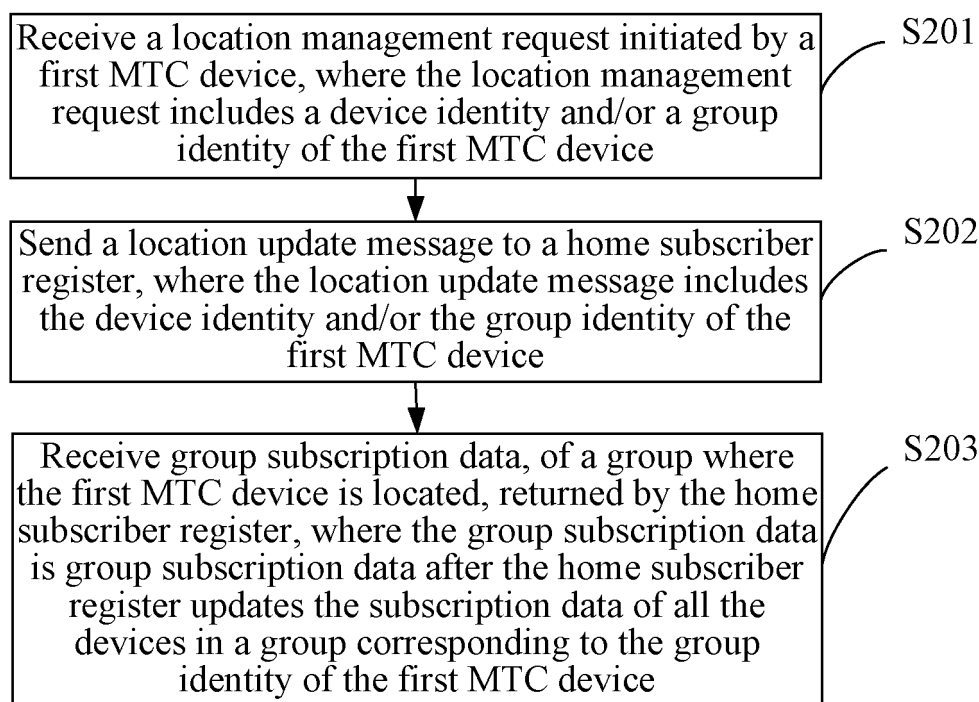 Receive a location management request initiated by a
first MTC device, where the location management
request includes a device identity and/or a group
identity of the first MTC device
S201
Send a location update message to a home subscriber
register, where the location update message includes
the device identity and/or the group identity of the
first MTC device
S202
Receive group subscription data, of a group where
the first MTC device is located, returned by the home
subscriber register, where the group subscription data
is group subscription data after the home subscriber
register updates the subscription data of all the
devices in a group corresponding to the group
identity of the first MTC device
S203